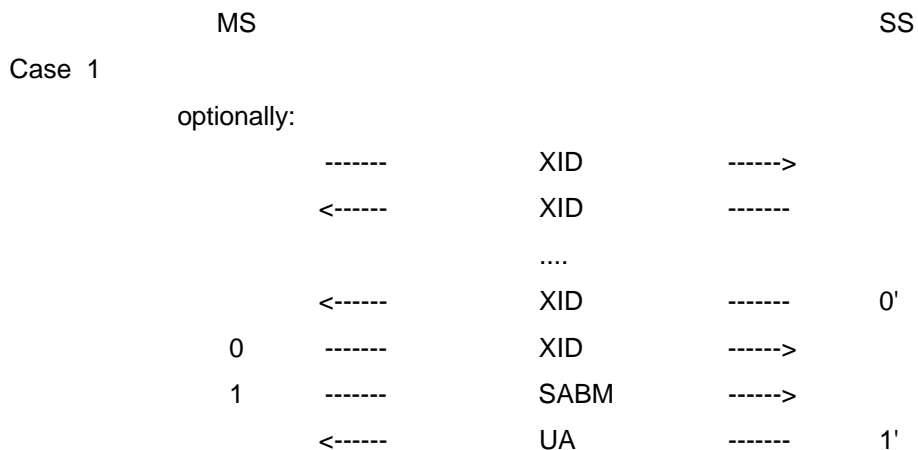 MS SS
Case 1
optionally:
------- XID ------>
<------ XID -------
....
<------ XID ------- 0'
0 ------- XID ------>
1 ------- SABM ------>
<------ UA ------- 1'